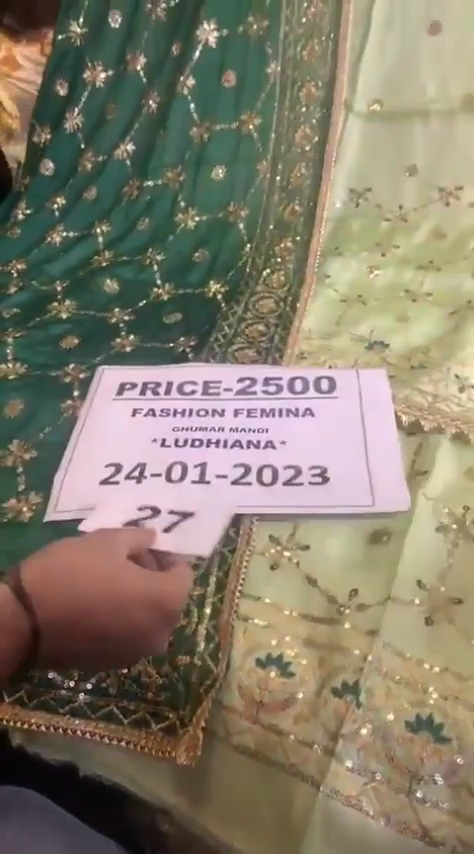 PRICE-2500
FASHION FEMINA
GHUMAR MANDI
*LUDHIANA*
24-01-2023
27